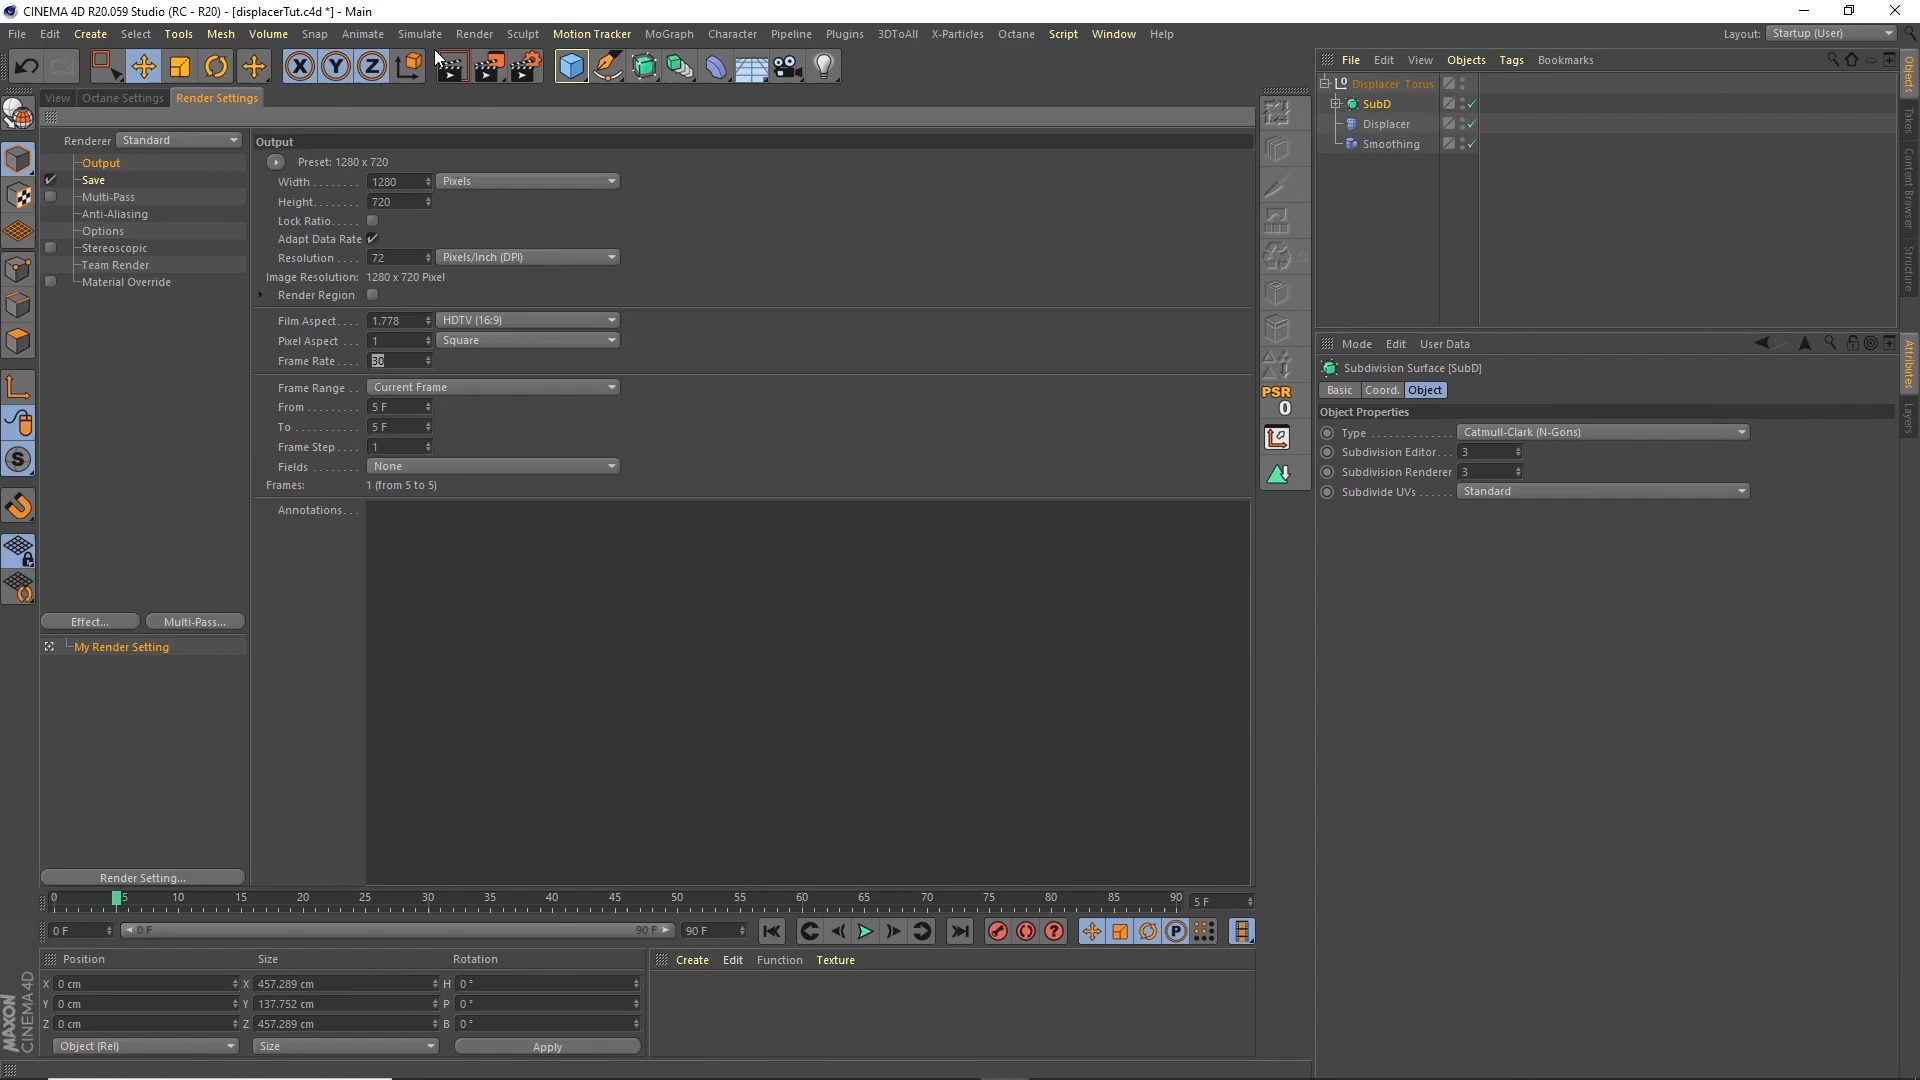 CINEMA 4D R20.059 Studio (RC - R20) - [displacerTut.c4d *] - Main
File Edit Create Select Tools Mesh Volume Snap Animate Simulate Render Sculpt Motion Tracker MoGraph Character Pipeline Plugins 3DToAll X-Particles Octane Script Window Help
Layout: Startup (User)
X Y Z
File Edit View Objects Tags Bookmarks
View Octane Settings Render Settings
Displacer Torus
SubD
Displacer
Smoothing
Objects
Takes
Content Browser
Structure
Renderer Standard
Output
Save
Multi-Pass
Anti-Aliasing
Options
Stereoscopic
Team Render
Material Override
Effect... Multi-Pass...
My Render Setting
Render Setting...
Output
Preset: 1280 x 720
Width . . . . . . . . 1280 Pixels
Height. . . . . . . . 720
Lock Ratio. . . . .
Adapt Data Rate
Resolution . . . . 72 Pixels/Inch (DPI)
Image Resolution: 1280 x 720 Pixel
Render Region
Film Aspect. . . . 1.778 HDTV (16:9)
Pixel Aspect . . . 1 Square
Frame Rate . . . . 30
Frame Range . . Current Frame
From . . . . . . . . . 5 F
To . . . . . . . . . . . 5 F
Frame Step . . . . 1
Fields . . . . . . . . None
Frames: 1 (from 5 to 5)
Annotations. . .
PSR
0
Mode Edit User Data
Subdivision Surface [SubD]
Basic Coord. Object
Object Properties
Type . . . . . . . . . . . . . Catmull-Clark (N-Gons)
Subdivision Editor. . . 3
Subdivision Renderer 3
Subdivide UVs . . . . . . Standard
Attributes
Layers
0 5 10 15 20 25 30 35 40 45 50 55 60 65 70 75 80 85 90 5 F
0 F 0 F 90 F 90 F
Position Size Rotation
X 0 cm X 457.289 cm H 0 °
Y 0 cm Y 137.752 cm P 0 °
Z 0 cm Z 457.289 cm B 0 °
Object (Rel) Size Apply
Create Edit Function Texture
MAXON
CINEMA 4D